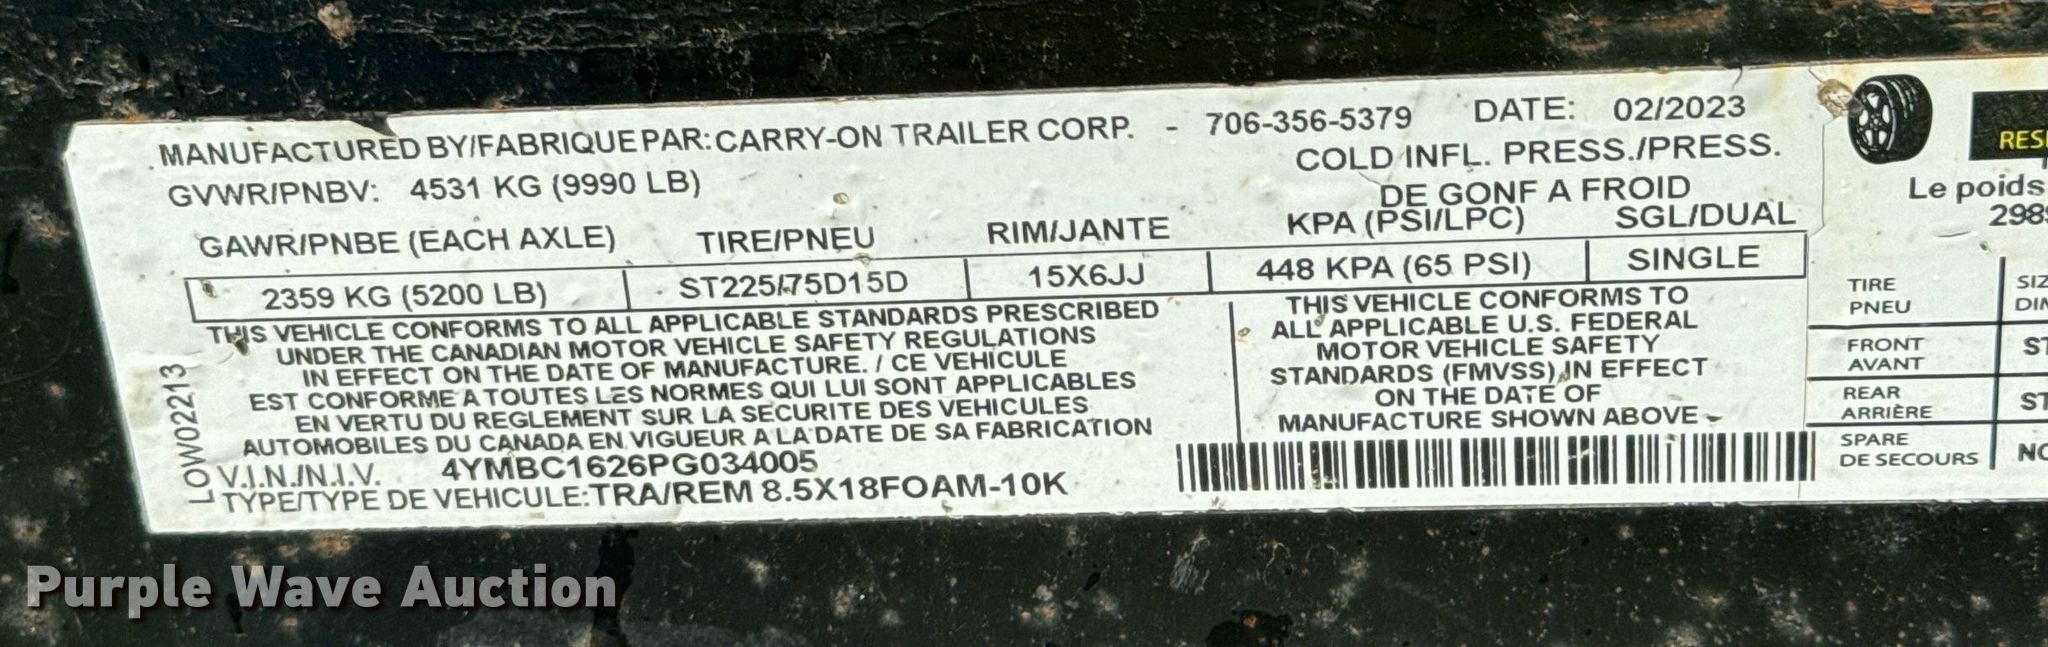 MANUFACTURED BY/FABRIQUE PAR: CARRY-ON TRAILER CORP. - 706-356-5379 DATE: 02/2023
GVWR/PNBV: 4531 KG (9990 LB)
COLD INFL. PRESS./PRESS.
DE GONF A FROID
GAWR/PNBE (EACH AXLE) TIRE/PNEU RIM/JANTE KPA (PSI/LPC) SGL/DUAL
2359 KG (5200 LB) ST225/75D15D 15X6JJ 448 KPA (65 PSI) SINGLE
THIS VEHICLE CONFORMS TO ALL APPLICABLE STANDARDS PRESCRIBED
UNDER THE CANADIAN MOTOR VEHICLE SAFETY REGULATIONS
IN EFFECT ON THE DATE OF MANUFACTURE. / CE VEHICULE
EST CONFORME A TOUTES LES NORMES QUI LUI SONT APPLICABLES
EN VERTU DU REGLEMENT SUR LA SECURITE DES VEHICULES
AUTOMOBILES DU CANADA EN VIGUEUR A LA DATE DE SA FABRICATION
THIS VEHICLE CONFORMS TO
ALL APPLICABLE U.S. FEDERAL
MOTOR VEHICLE SAFETY
STANDARDS (FMVSS) IN EFFECT
ON THE DATE OF
MANUFACTURE SHOWN ABOVE
V.I.N./N.I.V. 4YMBC1626PG034005
TYPE/TYPE DE VEHICULE: TRA/REM 8.5X18FOAM-10K
LOW02213
Le poids
TIRE
PNEU
FRONT
AVANT
REAR
ARRIÈRE
SPARE
DE SECOURS
Purple Wave Auction